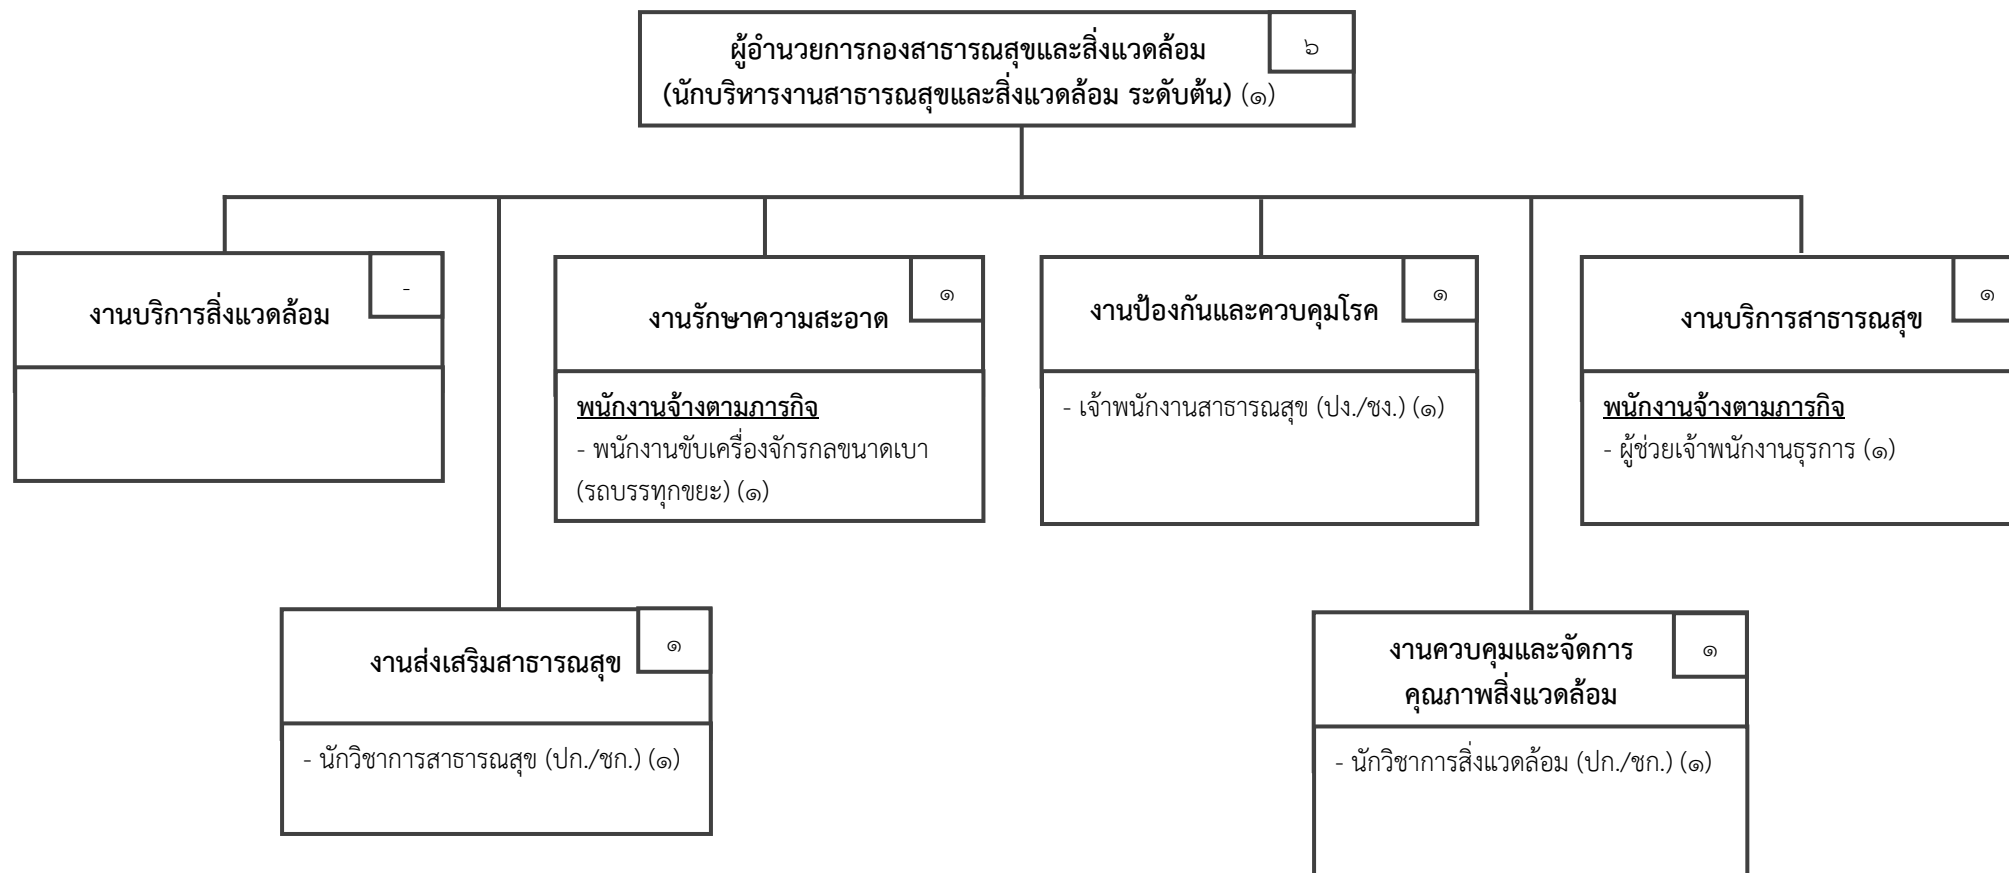 ผู้อำนวยการกองสาธารณสุขและสิ่งแวดล้อม
๖
(นักบริหารงานสาธารณสุขและสิ่งแวดล้อม ระดับต้น) (๑)
งานบริการสิ่งแวดล้อม
-
งานรักษาความสะอาด
๑
พนักงานจ้างตามภารกิจ
- พนักงานขับเครื่องจักรกลขนาดเบา
(รถบรรทุกขยะ) (๑)
งานป้องกันและควบคุมโรค
๑
- เจ้าพนักงานสาธารณสุข (ปง./ชง.) (๑)
งานบริการสาธารณสุข
๑
พนักงานจ้างตามภารกิจ
- ผู้ช่วยเจ้าพนักงานธุรการ (๑)
งานส่งเสริมสาธารณสุข
๑
- นักวิชาการสาธารณสุข (ปก./ชก.) (๑)
งานควบคุมและจัดการ
คุณภาพสิ่งแวดล้อม
๑
- นักวิชาการสิ่งแวดล้อม (ปก./ชก.) (๑)